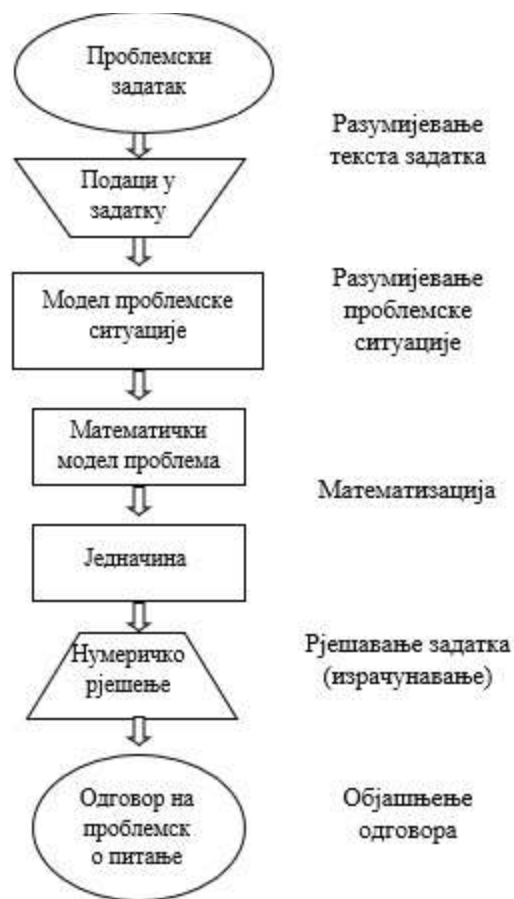 Проблемски
задатак
Разумијевање
текста задатка
Подаци у
задатку
Модел проблемске
ситуације
Разумијевање
проблемске
ситуације
Математички
модел проблема
Математизација
Једначина
Нумеричко
рјешење
Рјешавање задатка
(израчунавање)
Одговор на
проблемск
о питање
Објашњење
одговора